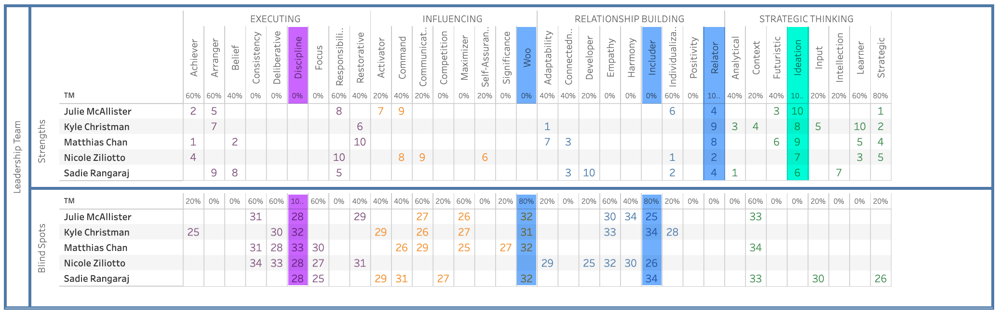 Leadership Team
Strengths
EXECUTING INFLUENCING RELATIONSHIP BUILDING STRATEGIC THINKING
Achiever Arranger Belief Consistency Deliberative Discipline Focus Responsibili.. Restorative Activator Command Communicat.. Competition Maximizer Self-Assuran.. Significance Woo Adaptability Connectedn.. Developer Empathy Harmony Includer Individualiza.. Positivity Relator Analytical Context Futuristic Ideation Input Intellection Learner Strategic
TM 60% 60% 40% 0% 0% 0% 0% 60% 40% 20% 40% 20% 0% 0% 20% 0% 0% 40% 40% 20% 0% 0% 0% 60% 0% 10.. 40% 20% 40% 10.. 20% 20% 60% 80%
Julie McAllister 2 5 8 7 9 6 4 3 10 1
Kyle Christman 7 6 1 9 3 4 8 5 10 2
Matthias Chan 1 2 10 7 3 8 6 9 5 4
Nicole Ziliotto 4 10 8 9 6 1 2 7 3 5
Sadie Rangaraj 9 8 5 3 10 2 4 1 6 7
Blind Spots
TM 20% 0% 0% 60% 60% 10.. 60% 0% 40% 40% 40% 60% 20% 60% 0% 20% 80% 20% 0% 20% 60% 40% 80% 20% 0% 0% 0% 60% 0% 0% 20% 0% 0% 20%
Julie McAllister 31 28 29 27 26 32 30 34 25 33
Kyle Christman 25 30 32 29 26 27 31 33 34 28
Matthias Chan 31 28 33 30 26 29 25 27 32 34
Nicole Ziliotto 34 33 28 27 31 29 25 32 30 26
Sadie Rangaraj 28 25 29 31 27 32 34 33 30 26